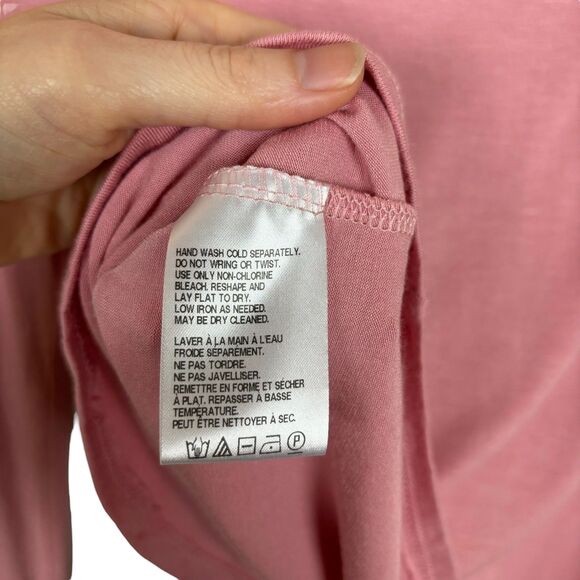 HAND WASH COLD SEPARATELY.
DO NOT WRING OR TWIST.
USE ONLY NON-CHLORINE
BLEACH. RESHAPE AND
LAY FLAT TO DRY.
LOW IRON AS NEEDED.
MAY BE DRY CLEANED.
LAVER À LA MAIN À L'EAU
FROIDE SÉPARÉMENT.
NE PAS TORDRE.
NE PAS JAVELLISER.
REMETTRE EN FORME ET SÉCHER
À PLAT. REPASSER À BASSE
TEMPÉRATURE.
PEUT ÊTRE NETTOYER À SEC.
P